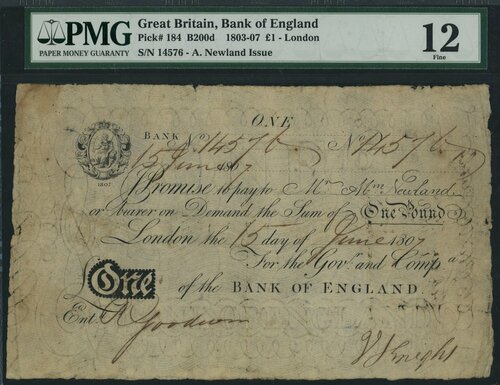 PMG
PAPER MONEY GUARANTY
Great Britain, Bank of England
Pick# 184 B200d 1803-07 £1 - London
S/N 14576 - A. Newland Issue
12
Fine
ONE
BANK No 14576 No 14576
15 June 1807
1807
I Promise to pay to Mr. Abm. Newland
or bearer on Demand the Sum of One Pound
London the 15 day of June 1807
For the Govr. and Compa.
£One of the BANK OF ENGLAND.
Entd. A Goodwin
V Knight